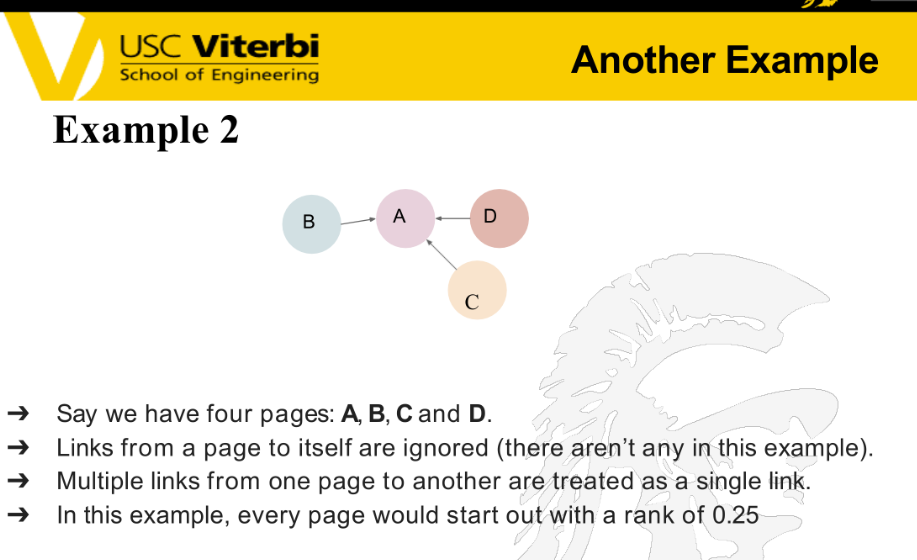 USC Viterbi
School of Engineering
Another Example
Example 2
B
A
D
C
➔ Say we have four pages: A, B, C and D.
➔ Links from a page to itself are ignored (there aren’t any in this example).
➔ Multiple links from one page to another are treated as a single link.
➔ In this example, every page would start out with a rank of 0.25